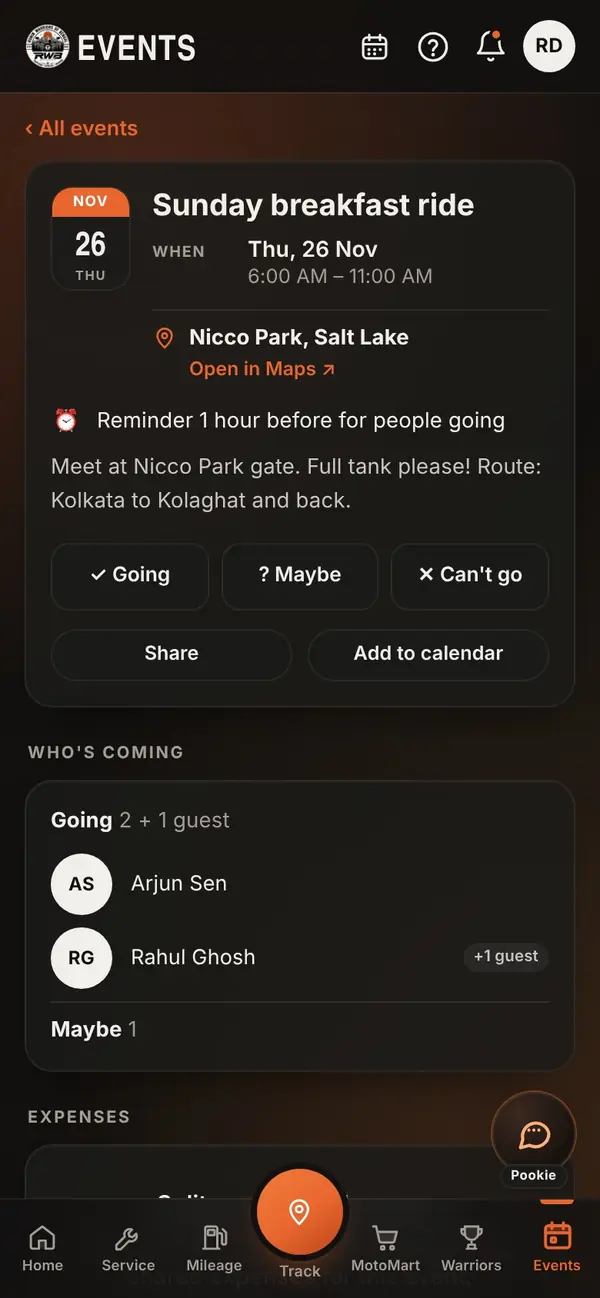 RWB
EVENTS
RD
‹ All events
NOV
26
THU
Sunday breakfast ride
WHEN
Thu, 26 Nov
6:00 AM – 11:00 AM
Nicco Park, Salt Lake
Open in Maps ↗
⏰ Reminder 1 hour before for people going
Meet at Nicco Park gate. Full tank please! Route:
Kolkata to Kolaghat and back.
✓ Going
? Maybe
✕ Can't go
Share
Add to calendar
WHO'S COMING
Going 2 + 1 guest
AS
Arjun Sen
RG
Rahul Ghosh
+1 guest
Maybe 1
EXPENSES
Pookie
Home
Service
Mileage
Track
MotoMart
Warriors
Events